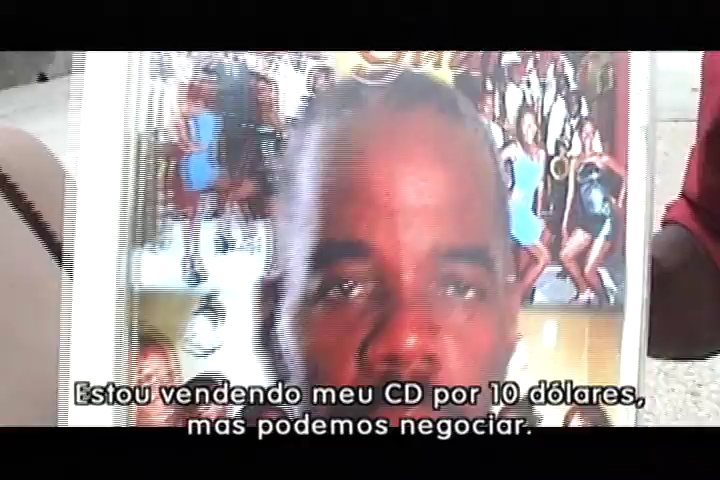 Estou vendendo meu CD por 10 dólares,
mas podemos negociar.